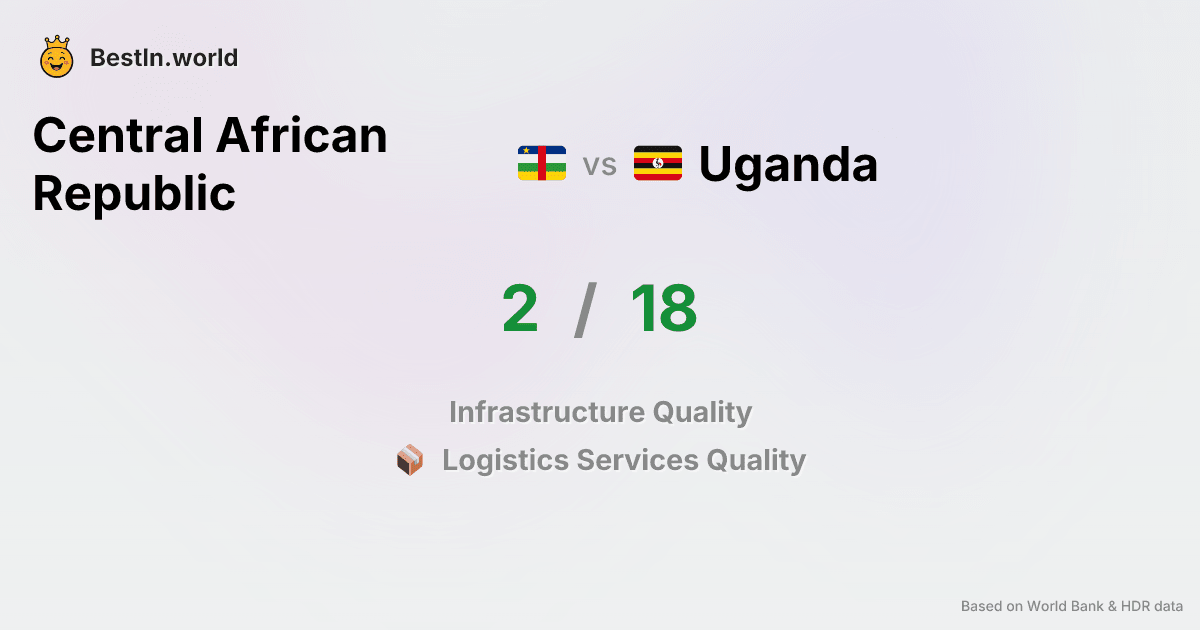 BestIn.world
Central African
Republic
vs
Uganda
2 / 18
Infrastructure Quality
Logistics Services Quality
Based on World Bank & HDR data